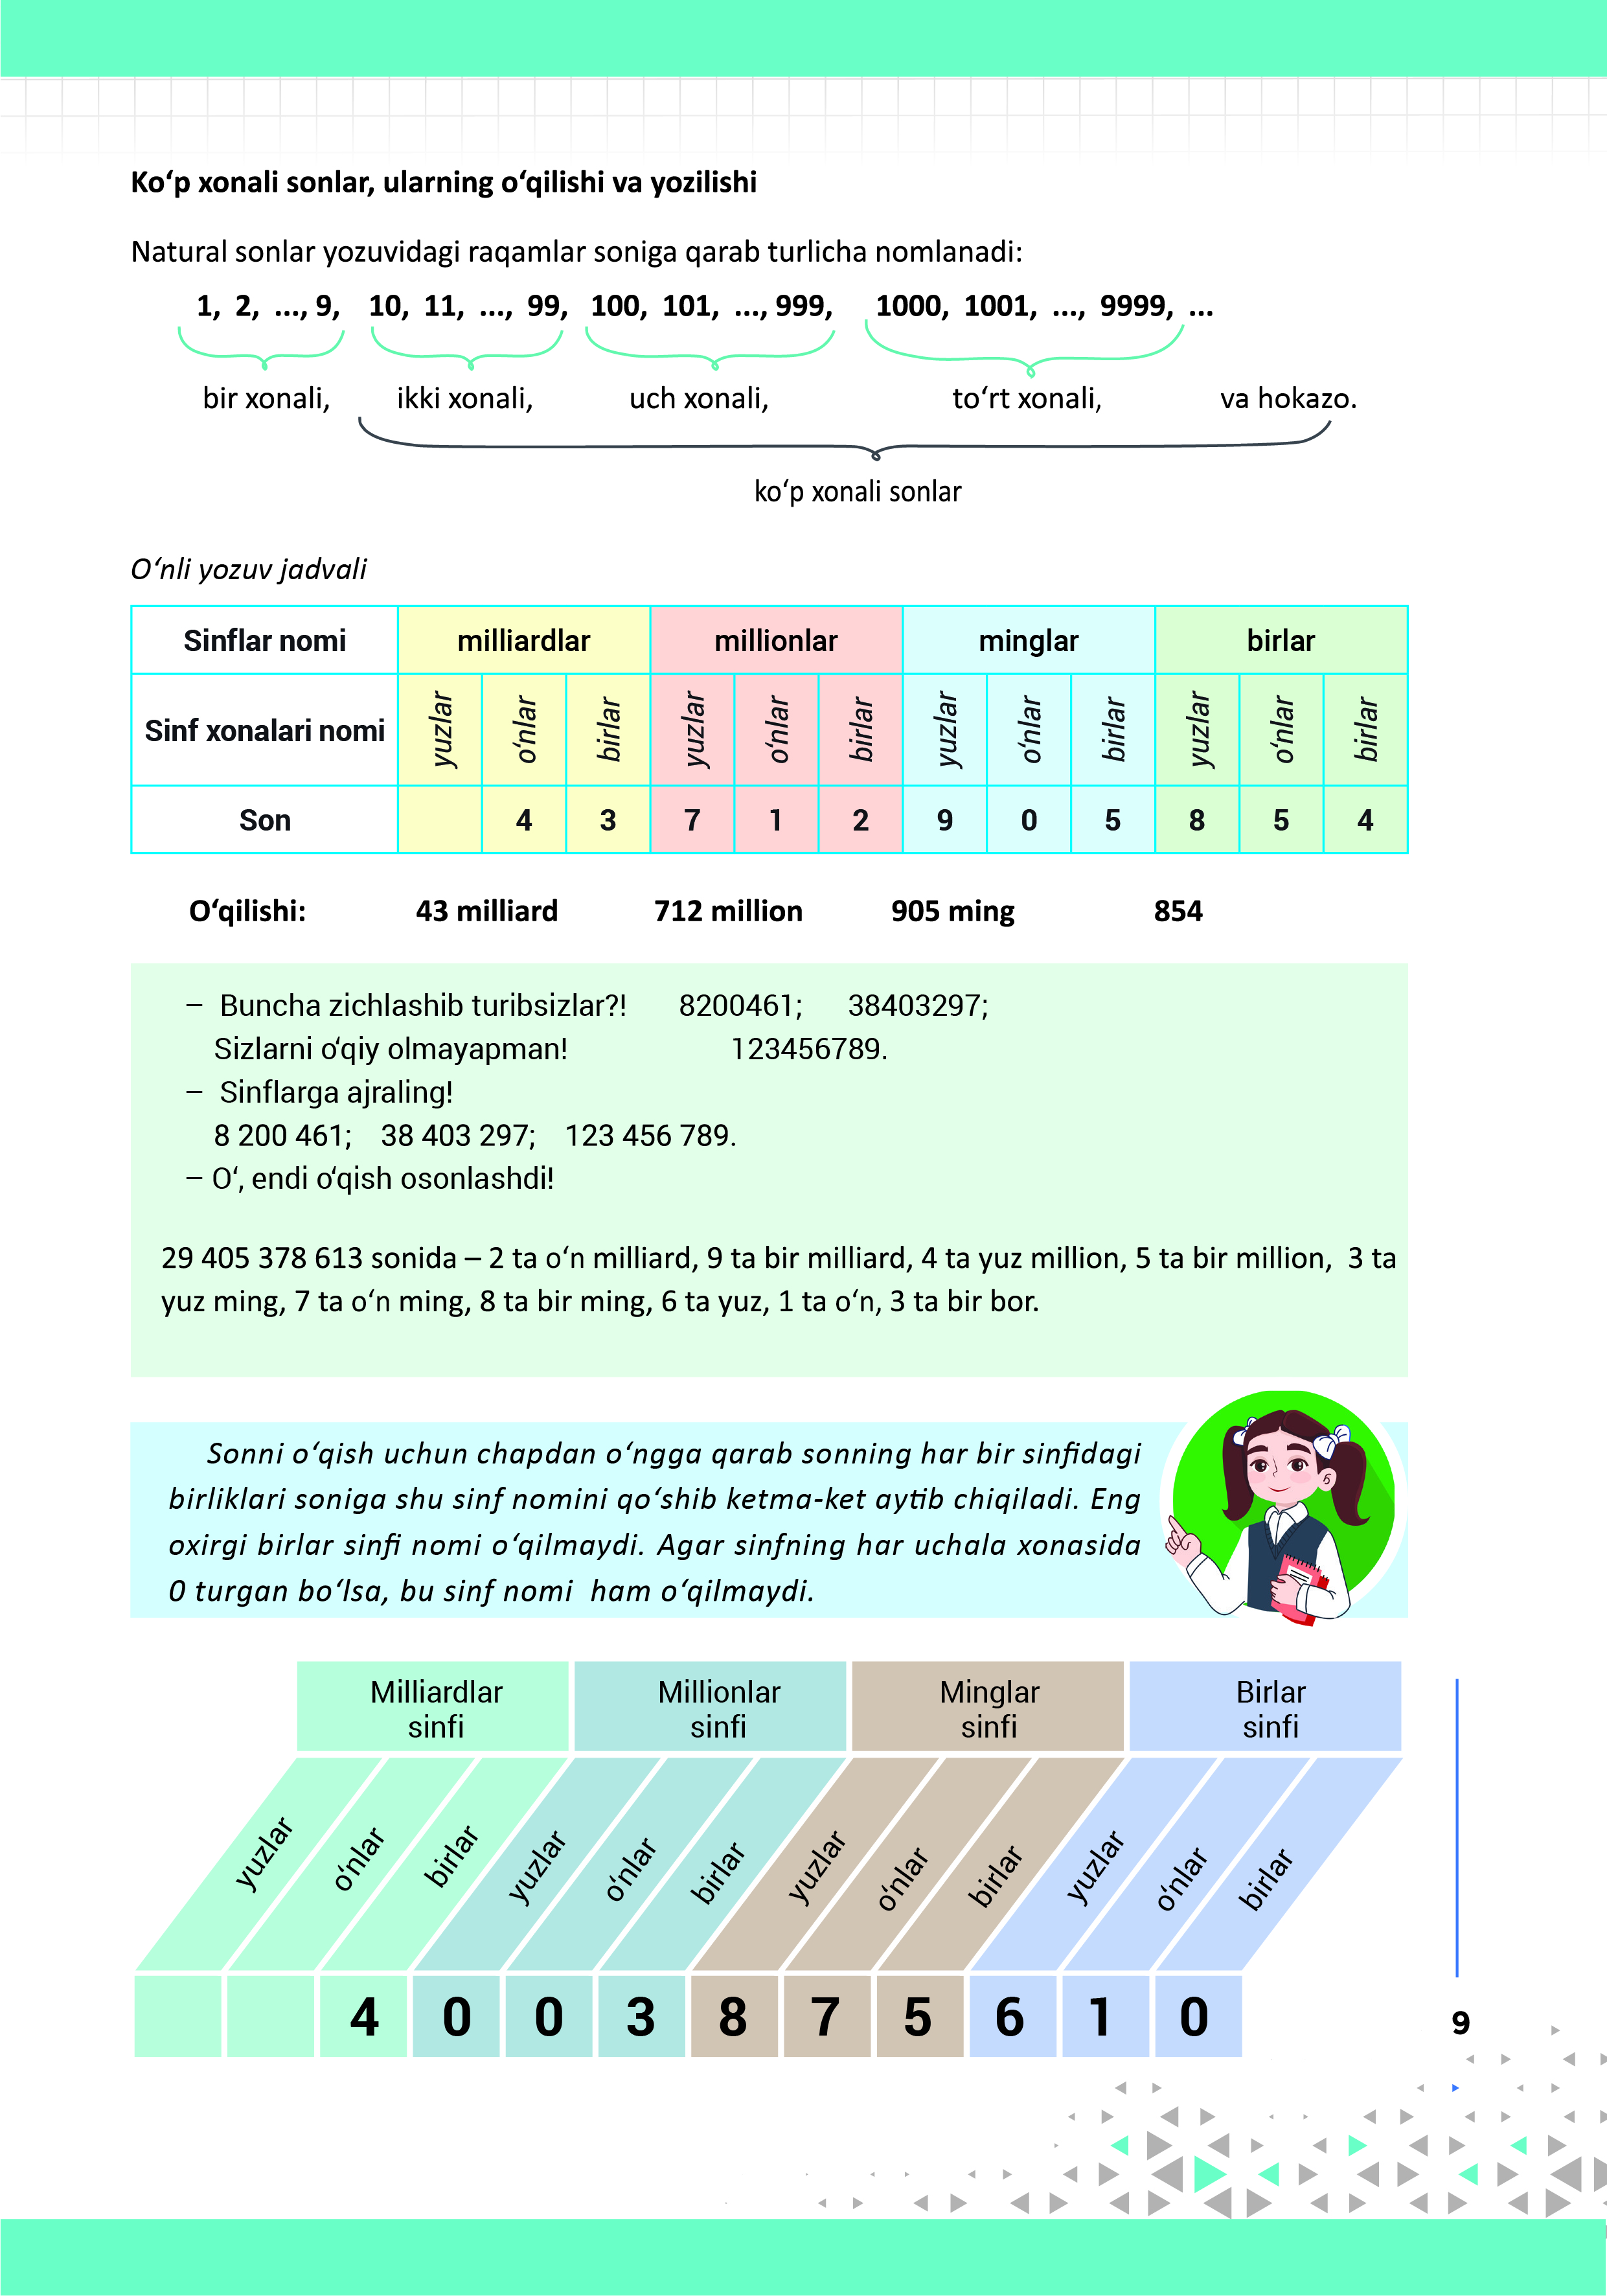 Ko‘p xonali sonlar, ularning o‘qilishi va yozilishi
Natural sonlar yozuvidagi raqamlar soniga qarab turlicha nomlanadi:
1, 2, ..., 9, 10, 11, ..., 99, 100, 101, ..., 999, 1000, 1001, ..., 9999, ...
bir xonali, ikki xonali, uch xonali, to‘rt xonali, va hokazo.
ko‘p xonali sonlar
O‘nli yozuv jadvali
Sinflar nomi milliardlar millionlar minglar birlar
Sinf xonalari nomi yuzlar o‘nlar birlar yuzlar o‘nlar birlar yuzlar o‘nlar birlar yuzlar o‘nlar birlar
Son 4 3 7 1 2 9 0 5 8 5 4
O‘qilishi: 43 milliard 712 million 905 ming 854
– Buncha zichlashib turibsizlar?! 8200461; 38403297;
Sizlarni o‘qiy olmayapman! 123456789.
– Sinflarga ajraling!
8 200 461; 38 403 297; 123 456 789.
– O‘, endi o‘qish osonlashdi!
29 405 378 613 sonida – 2 ta o‘n milliard, 9 ta bir milliard, 4 ta yuz million, 5 ta bir million, 3 ta
yuz ming, 7 ta o‘n ming, 8 ta bir ming, 6 ta yuz, 1 ta o‘n, 3 ta bir bor.
Sonni o‘qish uchun chapdan o‘ngga qarab sonning har bir sinfidagi
birliklari soniga shu sinf nomini qo‘shib ketma-ket aytib chiqiladi. Eng
oxirgi birlar sinfi nomi o‘qilmaydi. Agar sinfning har uchala xonasida
0 turgan bo‘lsa, bu sinf nomi ham o‘qilmaydi.
Milliardlar Millionlar Minglar Birlar
sinfi sinfi sinfi sinfi
yuzlar o‘nlar birlar yuzlar o‘nlar birlar yuzlar o‘nlar birlar yuzlar o‘nlar birlar
4 0 0 3 8 7 5 6 1 0
9